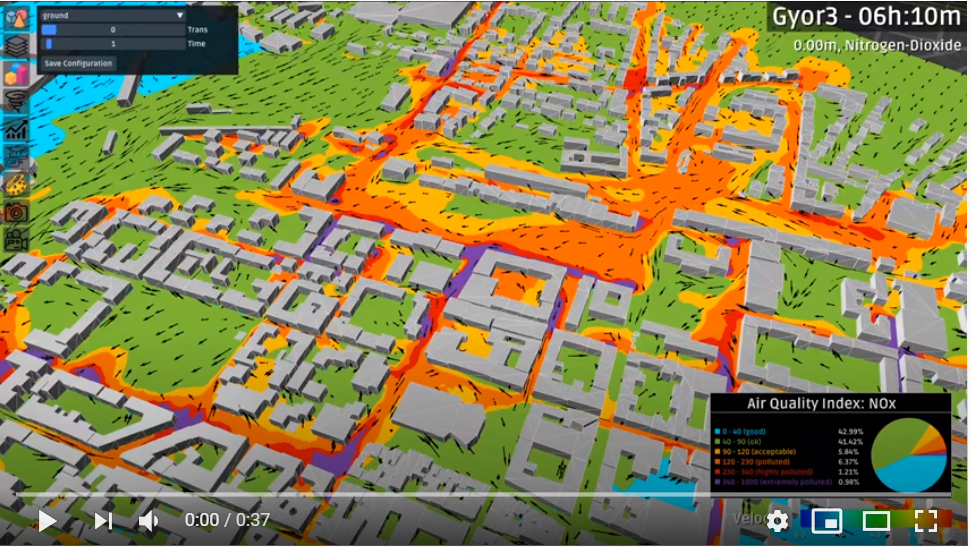 ground
0 Trans
1 Time
Save Configuration
Gyor3 - 06h:10m
0.00m, Nitrogen-Dioxide
Air Quality Index: NOx
0 - 40 (good) 42.99%
40 - 90 (ok) 41.42%
90 - 120 (acceptable) 5.84%
120 - 230 (polluted) 6.37%
230 - 340 (highly polluted) 1.21%
340 - 1000 (extremely polluted) 0.98%
0:00 / 0:37